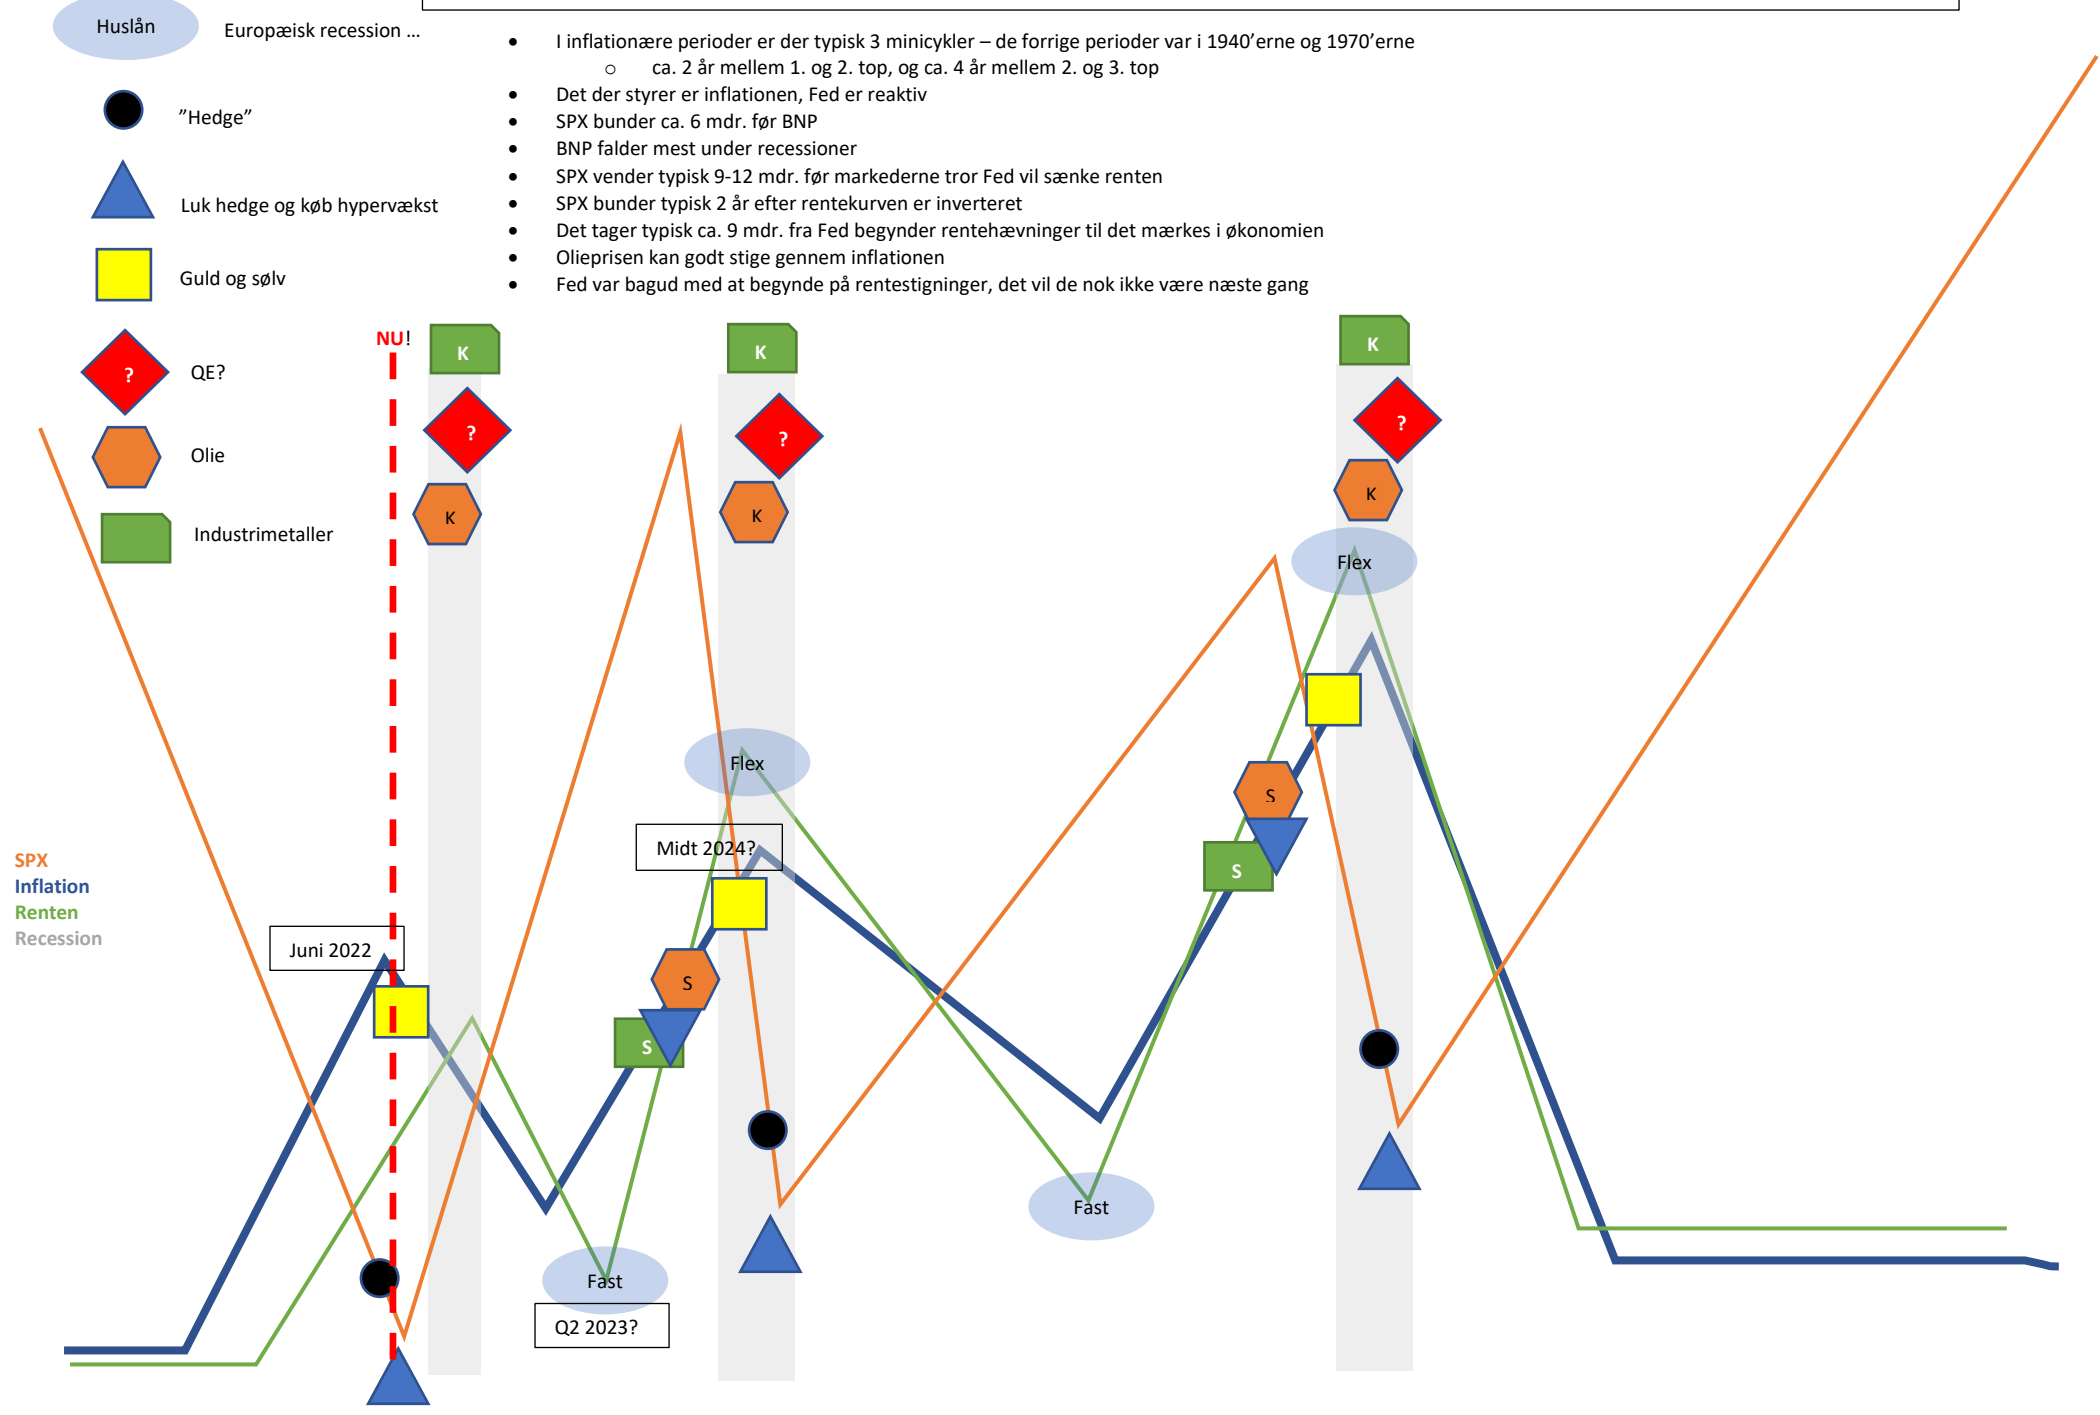 Huslån
Europæisk recession …
• I inflationære perioder er der typisk 3 minicykler – de forrige perioder var i 1940’erne og 1970’erne
o ca. 2 år mellem 1. og 2. top, og ca. 4 år mellem 2. og 3. top
• Det der styrer er inflationen, Fed er reaktiv
• SPX bunder ca. 6 mdr. før BNP
• BNP falder mest under recessioner
• SPX vender typisk 9-12 mdr. før markederne tror Fed vil sænke renten
• SPX bunder typisk 2 år efter rentekurven er inverteret
• Det tager typisk ca. 9 mdr. fra Fed begynder rentehævninger til det mærkes i økonomien
• Olieprisen kan godt stige gennem inflationen
• Fed var bagud med at begynde på rentestigninger, det vil de nok ikke være næste gang
”Hedge”
Luk hedge og køb hypervækst
Guld og sølv
?
QE?
Olie
Industrimetaller
NU!
K
K
K
?
?
?
K
K
K
Flex
Flex
S
S
Midt 2024?
SPX
Inflation
Renten
Recession
Juni 2022
S
S
Fast
Fast
Q2 2023?